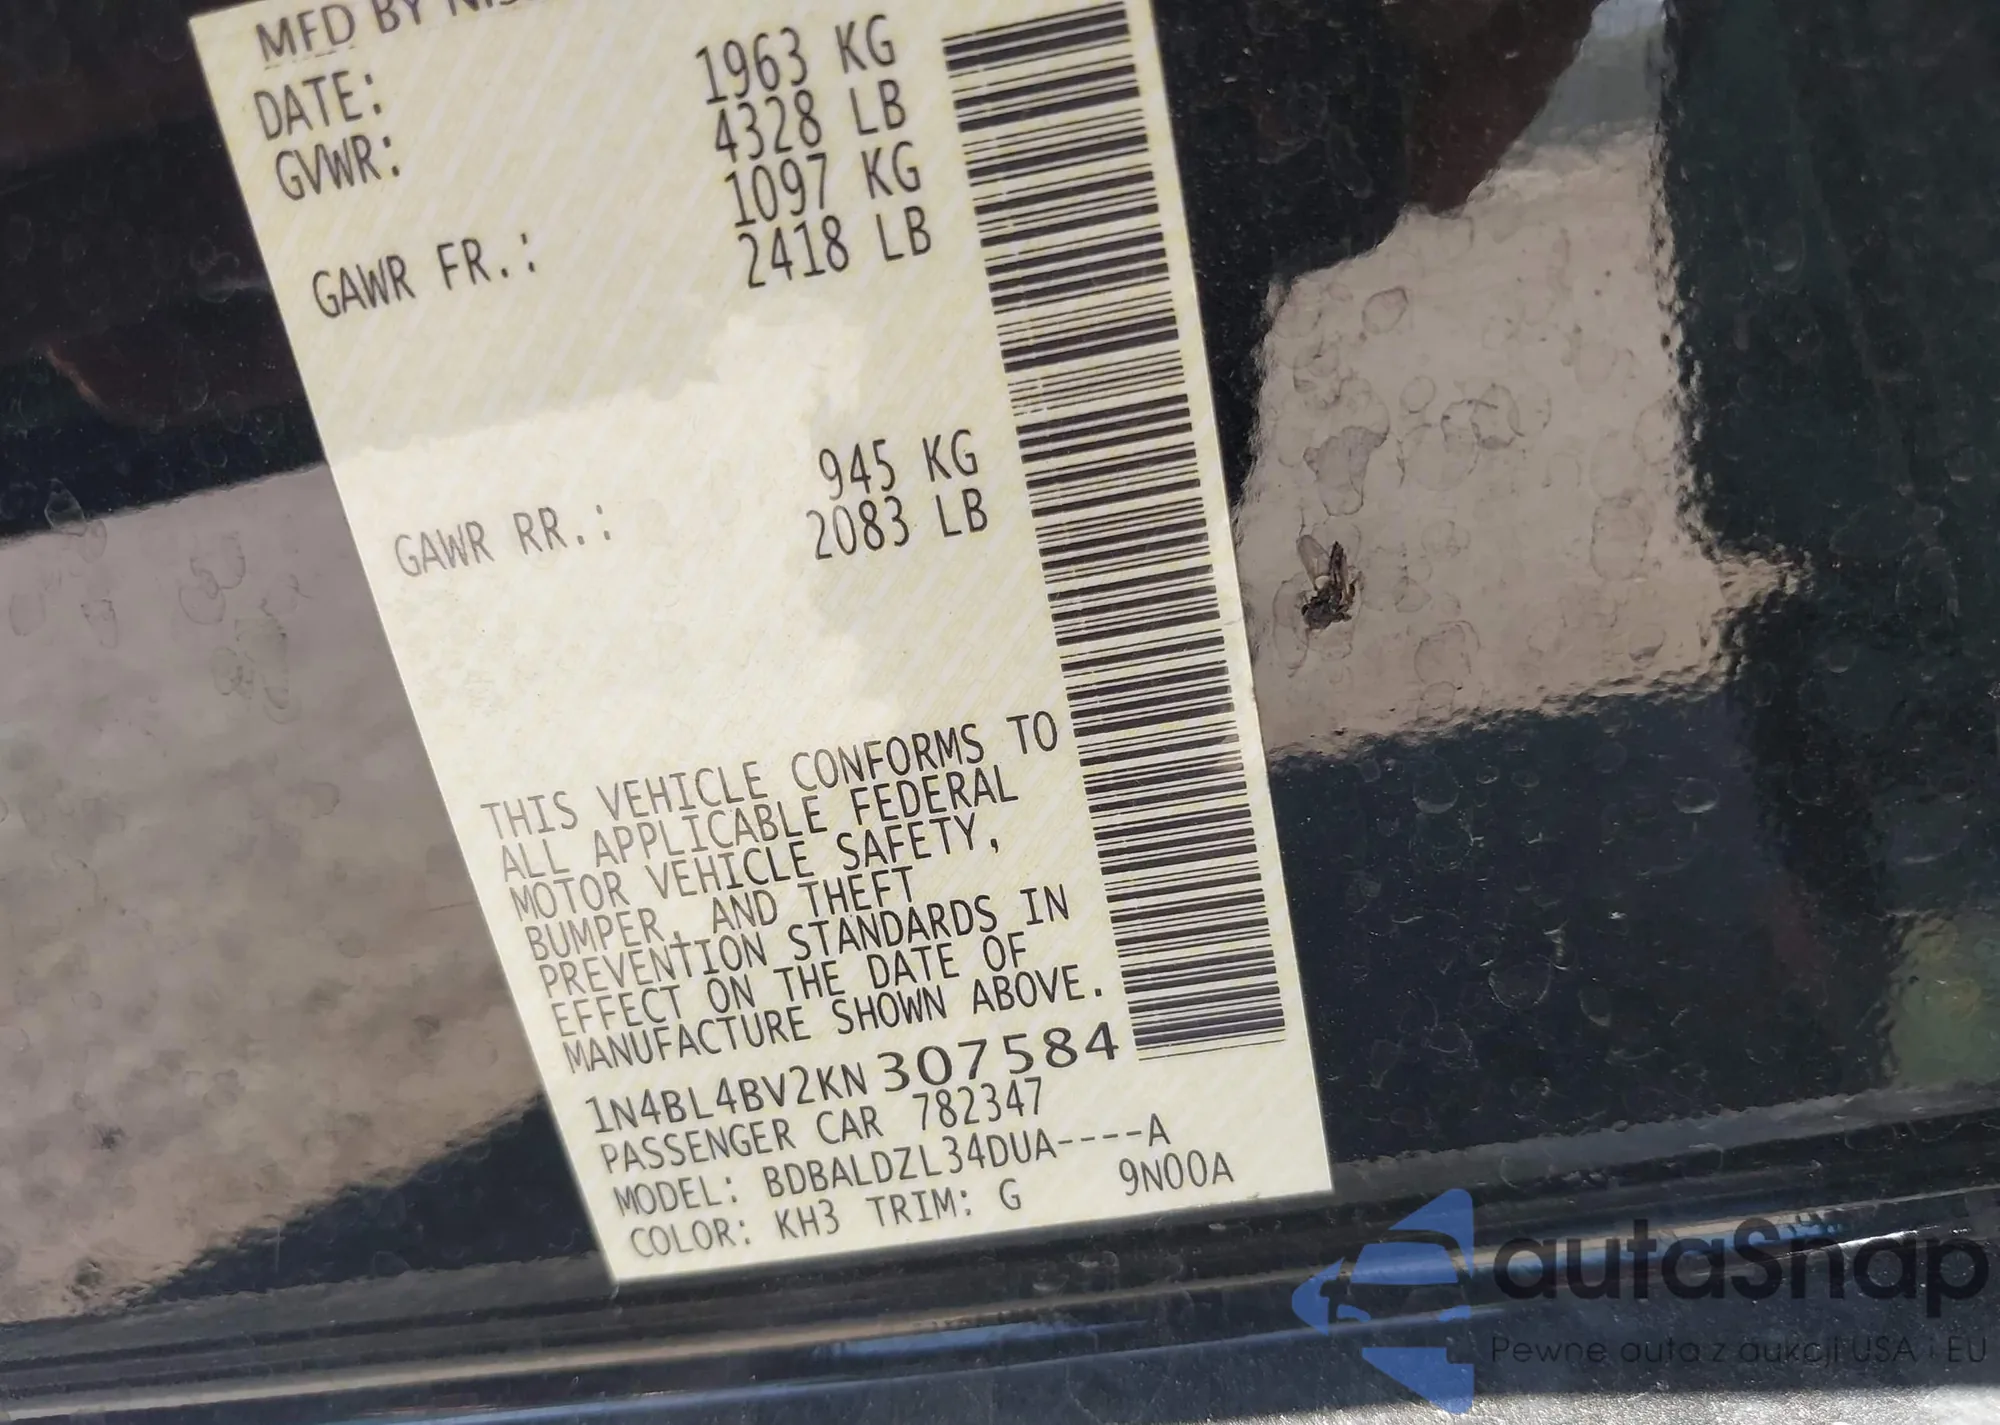 MFD BY
DATE:
GVWR: 1963 KG
4328 LB
GAWR FR.: 1097 KG
2418 LB
GAWR RR.: 945 KG
2083 LB
THIS VEHICLE CONFORMS TO
ALL APPLICABLE FEDERAL
MOTOR VEHICLE SAFETY,
BUMPER, AND THEFT
PREVENTION STANDARDS IN
EFFECT ON THE DATE OF
MANUFACTURE SHOWN ABOVE.
1N4BL4BV2KN307584
PASSENGER CAR 782347
MODEL: BDBALDZL34DUA----A
COLOR: KH3 TRIM: G 9N00A
autaSnap
Pewne auta z aukcji USA i EU